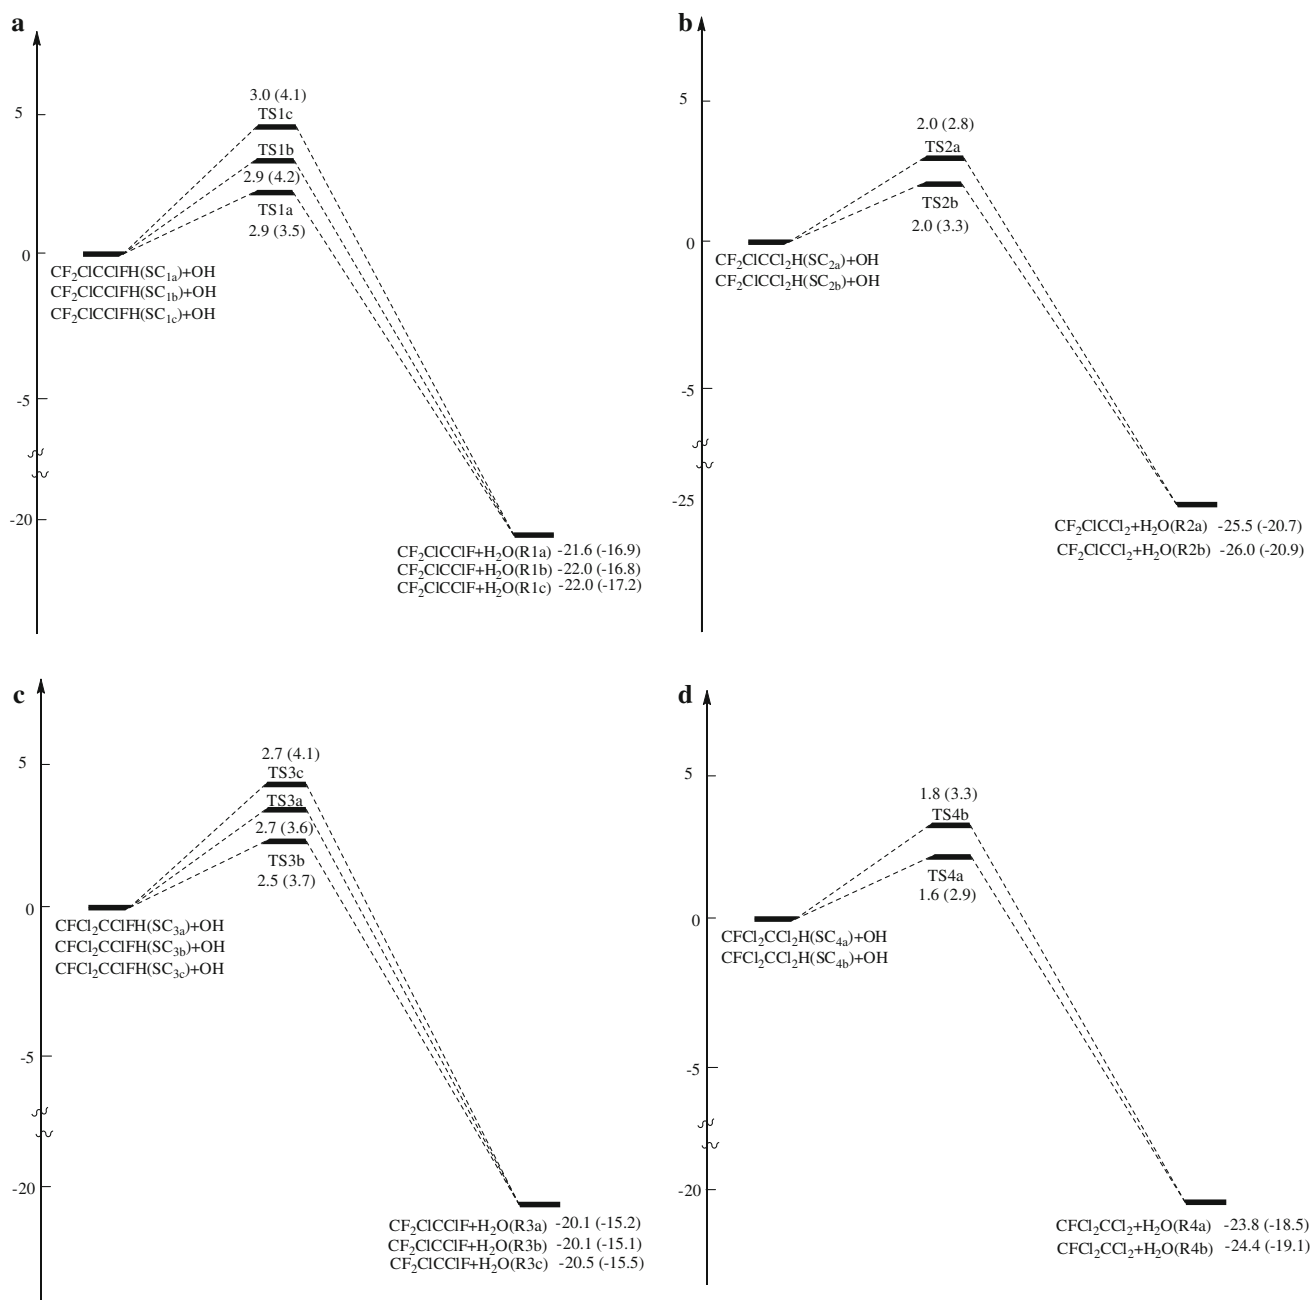 a
5
3.0 (4.1)
TS1c
TS1b
2.9 (4.2)
TS1a
2.9 (3.5)
0
CF₂ClCClFH(SC₁ₐ)+OH
CF₂ClCClFH(SC₁b)+OH
CF₂ClCClFH(SC₁c)+OH
-5
-20
CF₂ClCClF+H₂O(R1a) -21.6 (-16.9)
CF₂ClCClF+H₂O(R1b) -22.0 (-16.8)
CF₂ClCClF+H₂O(R1c) -22.0 (-17.2)
b
5
2.0 (2.8)
TS2a
TS2b
2.0 (3.3)
0
CF₂ClCCl₂H(SC₂ₐ)+OH
CF₂ClCCl₂H(SC₂b)+OH
-5
-25
CF₂ClCCl₂+H₂O(R2a) -25.5 (-20.7)
CF₂ClCCl₂+H₂O(R2b) -26.0 (-20.9)
c
5
2.7 (4.1)
TS3c
TS3a
2.7 (3.6)
TS3b
2.5 (3.7)
0
CFCl₂CClFH(SC₃ₐ)+OH
CFCl₂CClFH(SC₃b)+OH
CFCl₂CClFH(SC₃c)+OH
-5
-20
CF₂ClCClF+H₂O(R3a) -20.1 (-15.2)
CF₂ClCClF+H₂O(R3b) -20.1 (-15.1)
CF₂ClCClF+H₂O(R3c) -20.5 (-15.5)
d
5
1.8 (3.3)
TS4b
TS4a
1.6 (2.9)
0
CFCl₂CCl₂H(SC₄ₐ)+OH
CFCl₂CCl₂H(SC₄b)+OH
-5
-20
CFCl₂CCl₂+H₂O(R4a) -23.8 (-18.5)
CFCl₂CCl₂+H₂O(R4b) -24.4 (-19.1)